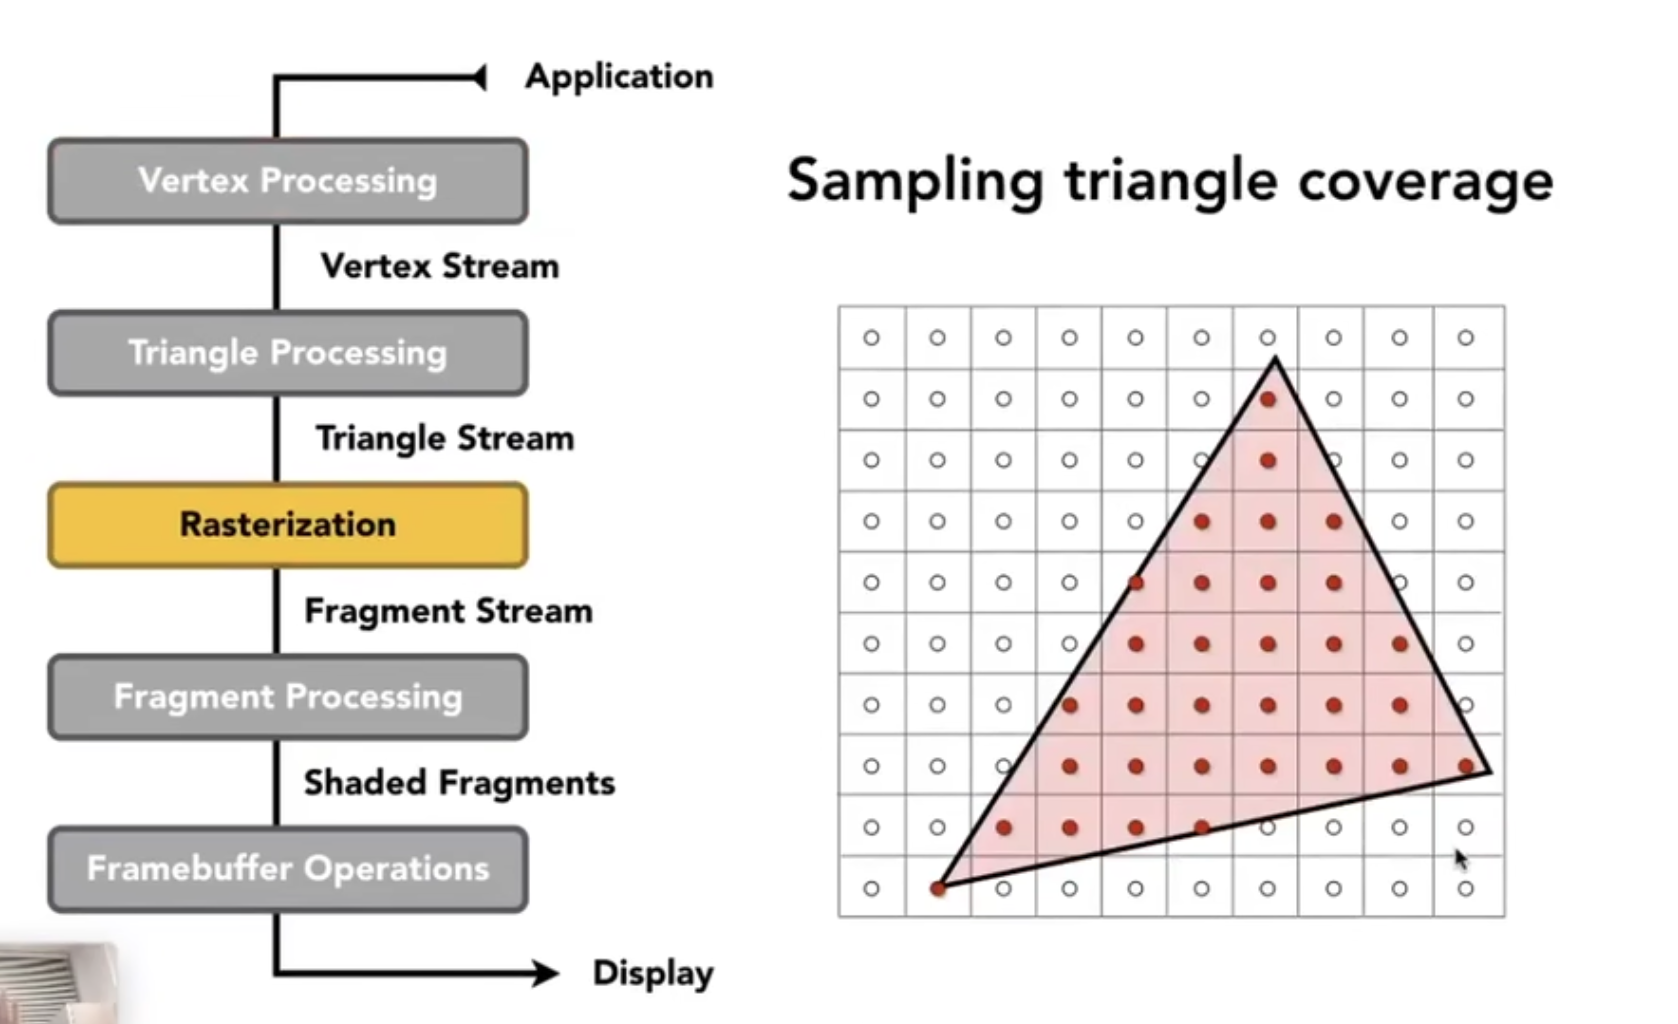 Application
Vertex Processing
Sampling triangle coverage
Vertex Stream
Triangle Processing
Triangle Stream
Rasterization
Fragment Stream
Fragment Processing
Shaded Fragments
Framebuffer Operations
Display